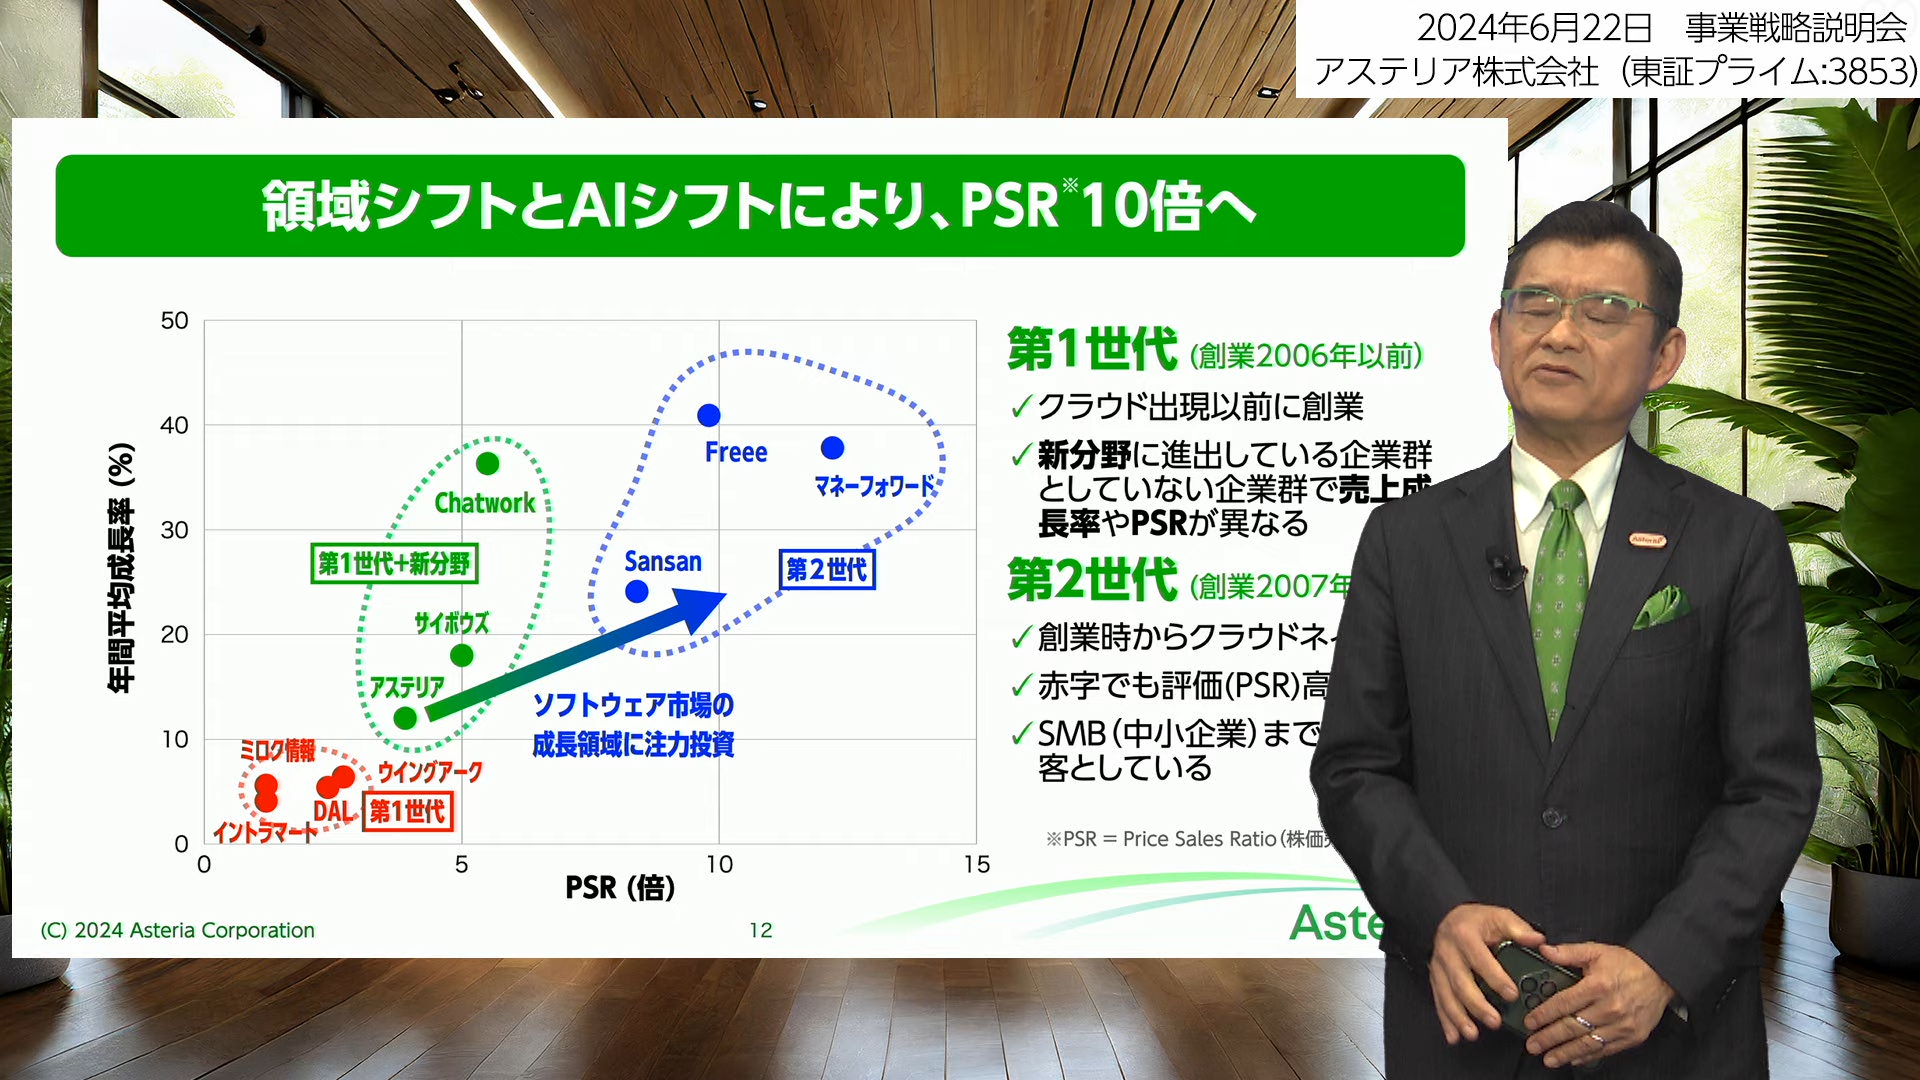 2024年6月22日　事業戦略説明会
アステリア株式会社（東証プライム:3853）
領域シフトとAIシフトにより、PSR※10倍へ
年間平均成長率（%）
50
40
30
20
10
0
0
5
10
15
PSR（倍）
Freee
マネーフォワード
Chatwork
第1世代+新分野
Sansan
第2世代
サイボウズ
アステリア
ソフトウェア市場の
成長領域に注力投資
ミロク情報
ウイングアーク
DAL
第1世代
イントラマート
第1世代（創業2006年以前）
✓クラウド出現以前に創業
✓新分野に進出している企業群
としていない企業群で売上成
長率やPSRが異なる
第2世代（創業2007年
✓創業時からクラウドネイ
✓赤字でも評価(PSR)高
✓SMB（中小企業）まで
客としている
※PSR = Price Sales Ratio（株価売
(C) 2024 Asteria Corporation
12
Aste
Asteria